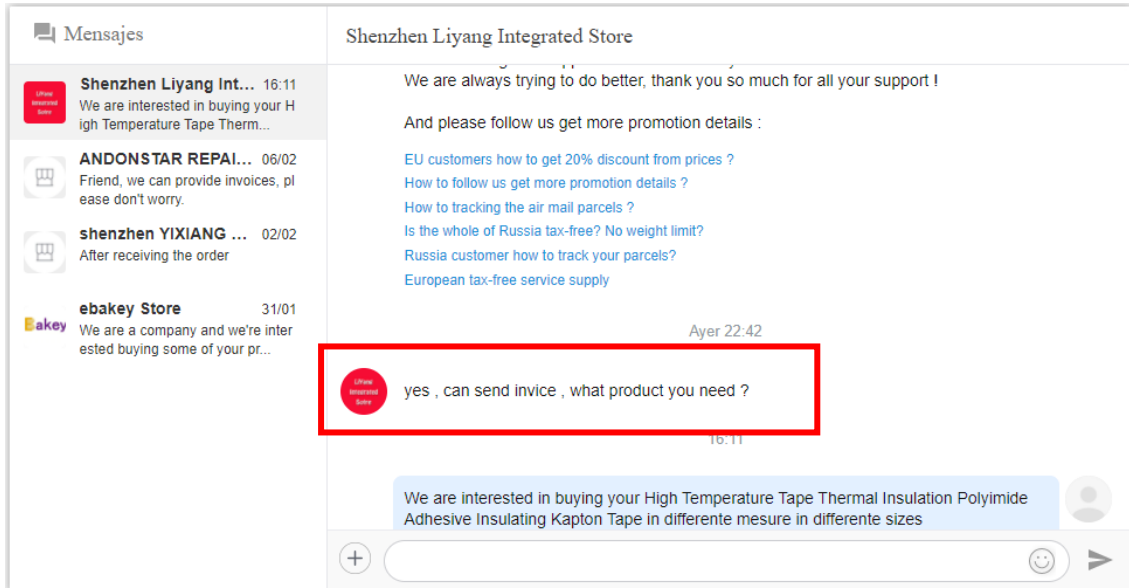 Mensajes
Shenzhen Liyang Int... 16:11
We are interested in buying your H
igh Temperature Tape Therm...
ANDONSTAR REPAI... 06/02
Friend, we can provide invoices, pl
ease don't worry.
shenzhen YIXIANG ... 02/02
After receiving the order
Bakey
ebakey Store 31/01
We are a company and we're inter
ested buying some of your pr...
Shenzhen Liyang Integrated Store
We are always trying to do better, thank you so much for all your support !
And please follow us get more promotion details :
EU customers how to get 20% discount from prices ?
How to follow us get more promotion details ?
How to tracking the air mail parcels ?
Is the whole of Russia tax-free? No weight limit?
Russia customer how to track your parcels?
European tax-free service supply
Ayer 22:42
yes , can send invice , what product you need ?
16:11
We are interested in buying your High Temperature Tape Thermal Insulation Polyimide
Adhesive Insulating Kapton Tape in differente mesure in differente sizes